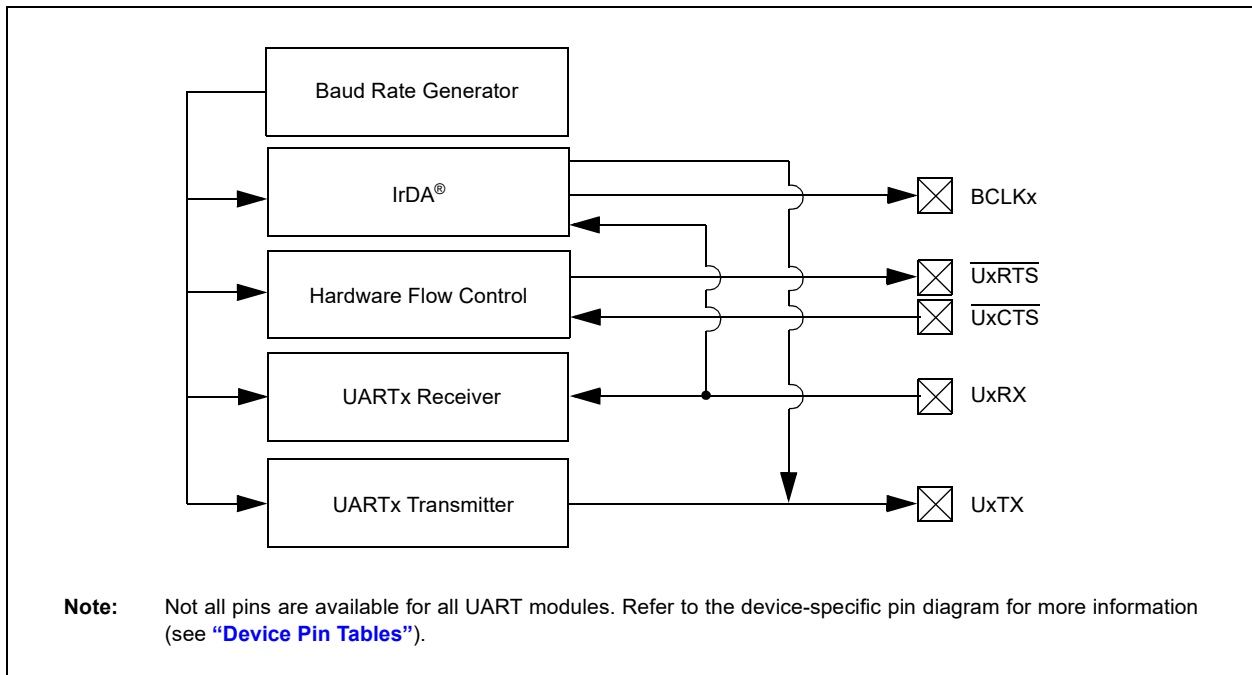 Baud Rate Generator
IrDA®
BCLKx
UxRTS
Hardware Flow Control
UxCTS
UARTx Receiver
UxRX
UARTx Transmitter
UxTX
Note: Not all pins are available for all UART modules. Refer to the device-specific pin diagram for more information
(see “Device Pin Tables”).